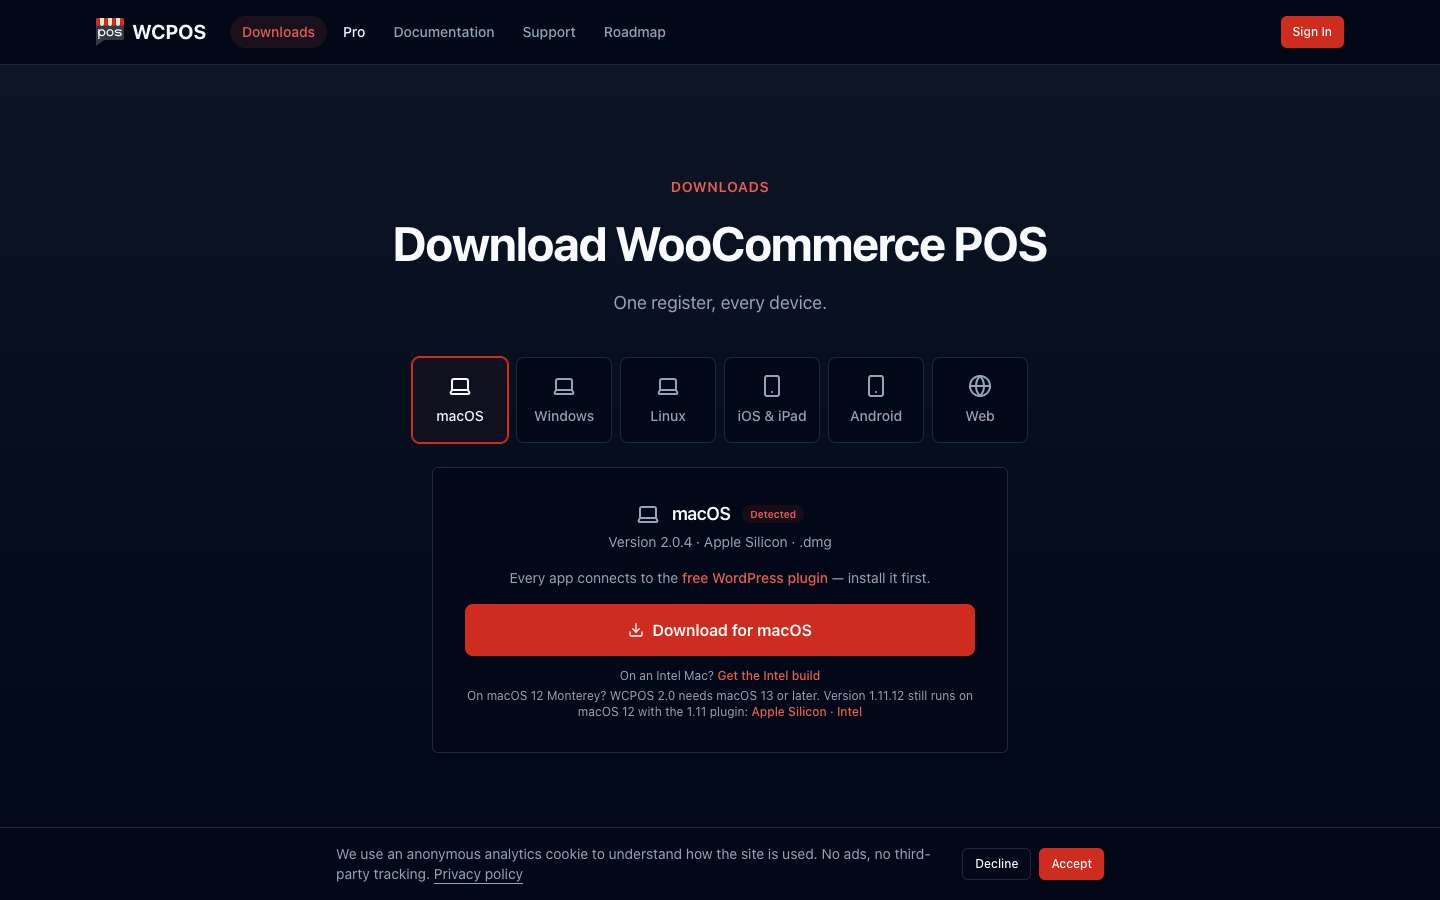 pos WCPOS Downloads Pro Documentation Support Roadmap Sign In
DOWNLOADS
Download WooCommerce POS
One register, every device.
macOS Windows Linux iOS & iPad Android Web
macOS Detected
Version 2.0.4 · Apple Silicon · .dmg
Every app connects to the free WordPress plugin — install it first.
Download for macOS
On an Intel Mac? Get the Intel build
On macOS 12 Monterey? WCPOS 2.0 needs macOS 13 or later. Version 1.11.12 still runs on
macOS 12 with the 1.11 plugin: Apple Silicon · Intel
We use an anonymous analytics cookie to understand how the site is used. No ads, no third-
party tracking. Privacy policy
Decline Accept